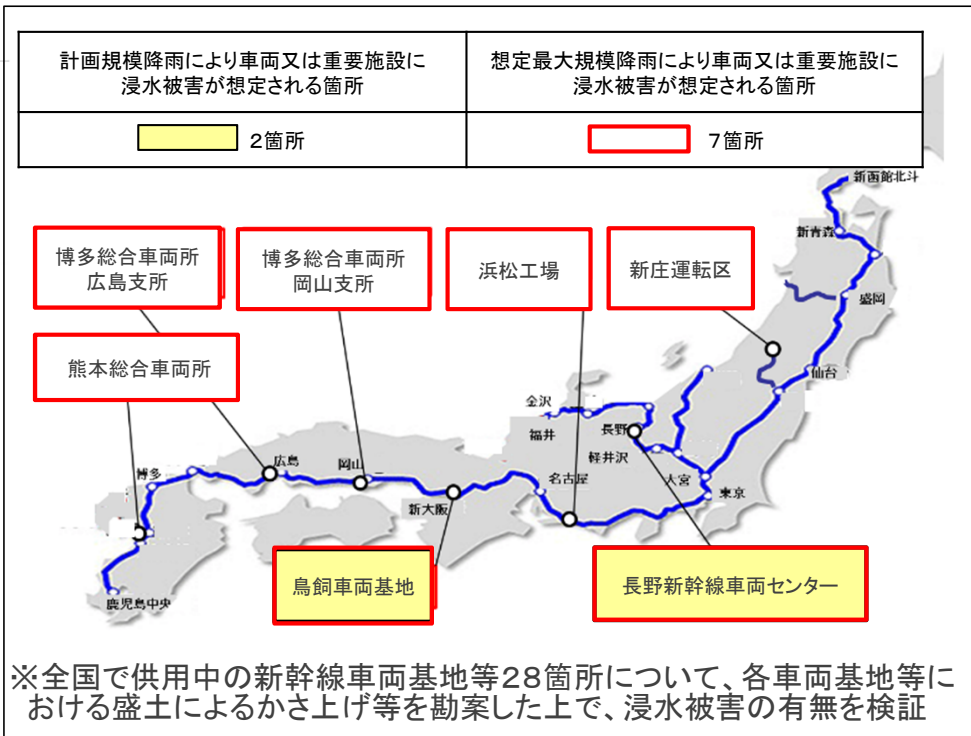 計画規模降雨により車両又は重要施設に
浸水被害が想定される箇所
想定最大規模降雨により車両又は重要施設に
浸水被害が想定される箇所
2箇所
7箇所
新函館北斗
新青森
盛岡
仙台
博多総合車両所
広島支所
博多総合車両所
岡山支所
浜松工場
新庄運転区
熊本総合車両所
金沢
福井
長野
軽井沢
大宮
東京
名古屋
新大阪
岡山
広島
博多
鹿児島中央
鳥飼車両基地
長野新幹線車両センター
※全国で供用中の新幹線車両基地等28箇所について、各車両基地等に
おける盛土によるかさ上げ等を勘案した上で、浸水被害の有無を検証